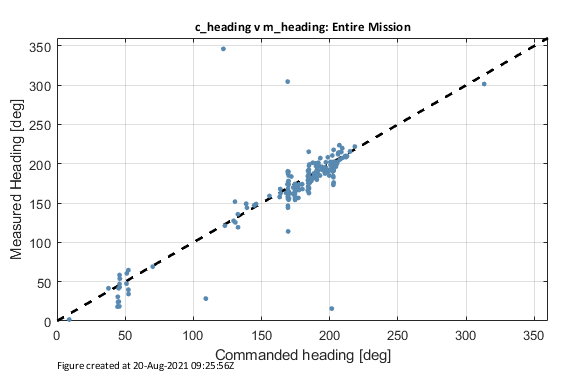 c_heading v m_heading: Entire Mission
350
300
250
200
150
100
50
0
Measured Heading [deg]
0 50 100 150 200 250 300 350
Commanded heading [deg]
Figure created at 20-Aug-2021 09:25:56Z